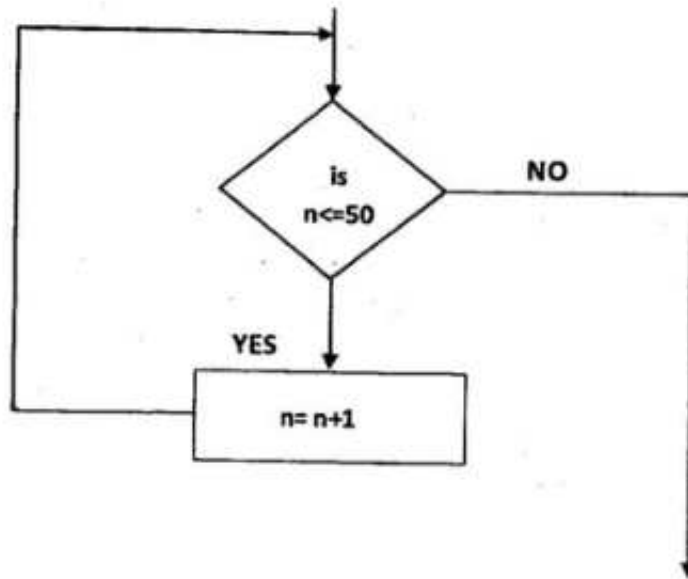 is
n<=50
NO
YES
n= n+1